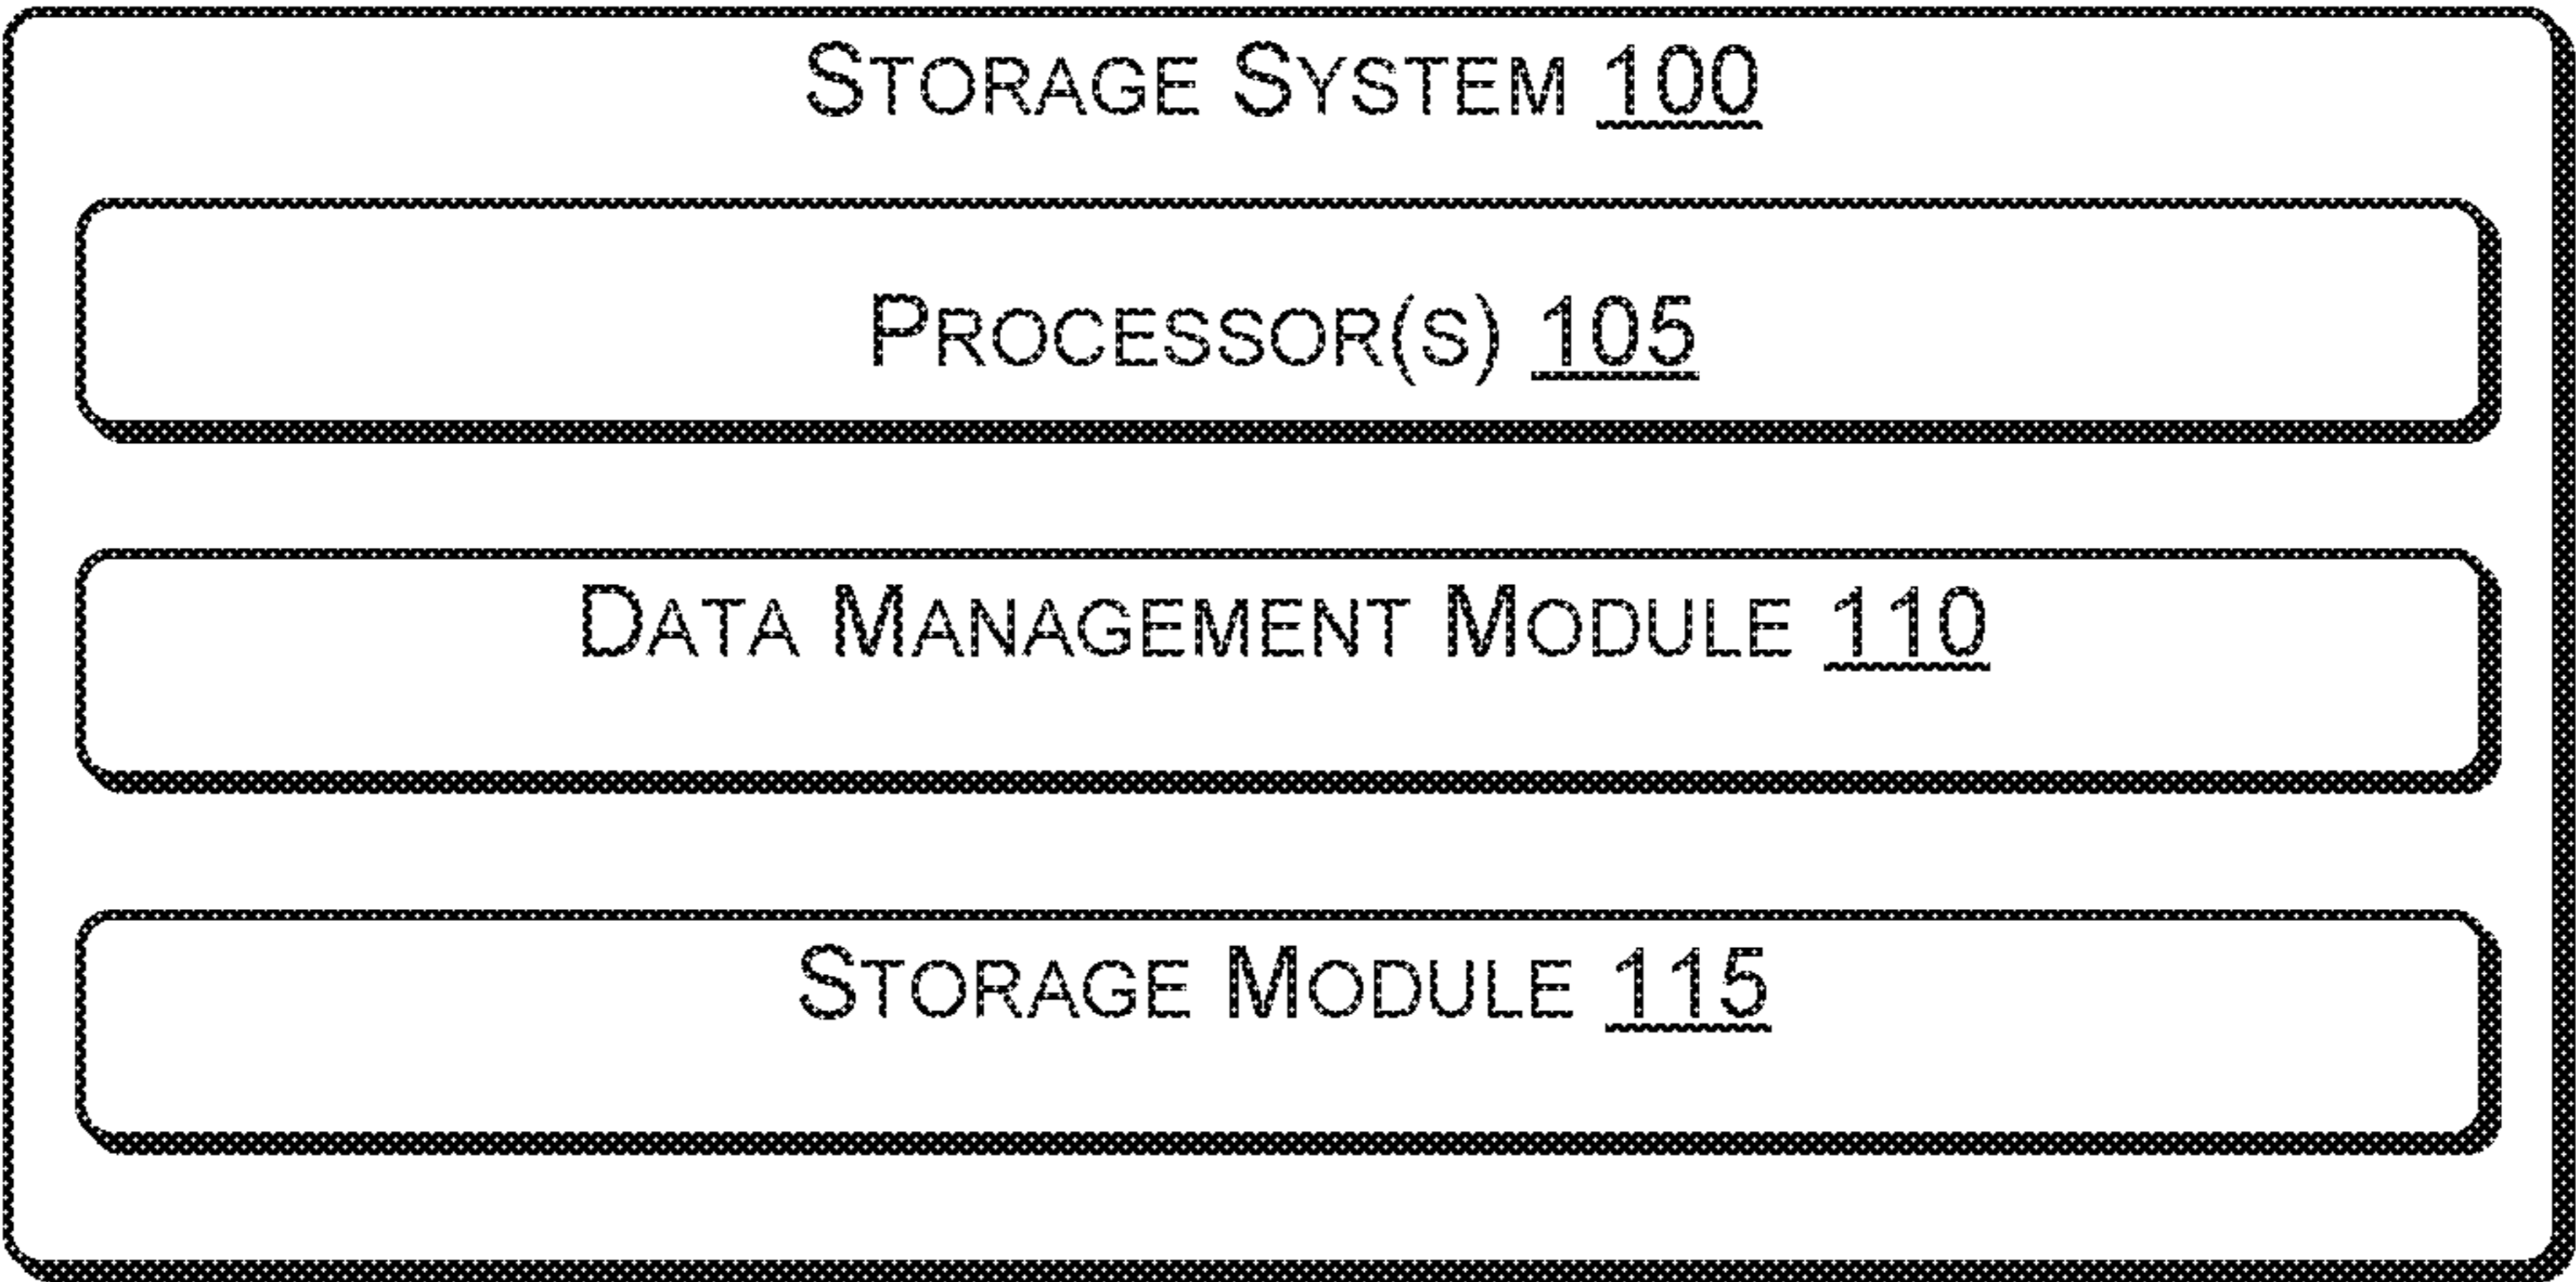 STORAGE SYSTEM 100
PROCESSOR(S) 105
DATA MANAGEMENT MODULE 110
STORAGE MODULE 115